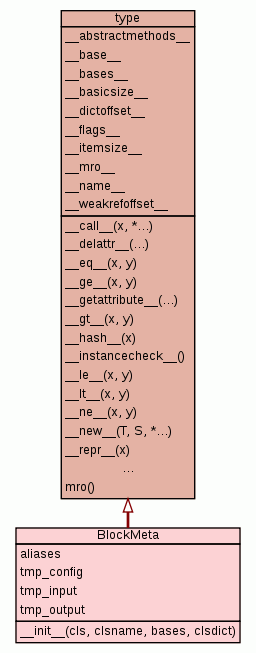 type
__abstractmethods__
__base__
__bases__
__basicsize__
__dictoffset__
__flags__
__itemsize__
__mro__
__name__
__weakrefoffset__
__call__(x, *...)
__delattr__(...)
__eq__(x, y)
__ge__(x, y)
__getattribute__(...)
__gt__(x, y)
__hash__(x)
__instancecheck__()
__le__(x, y)
__lt__(x, y)
__ne__(x, y)
__new__(T, S, *...)
__repr__(x)
...
mro()
BlockMeta
aliases
tmp_config
tmp_input
tmp_output
__init__(cls, clsname, bases, clsdict)